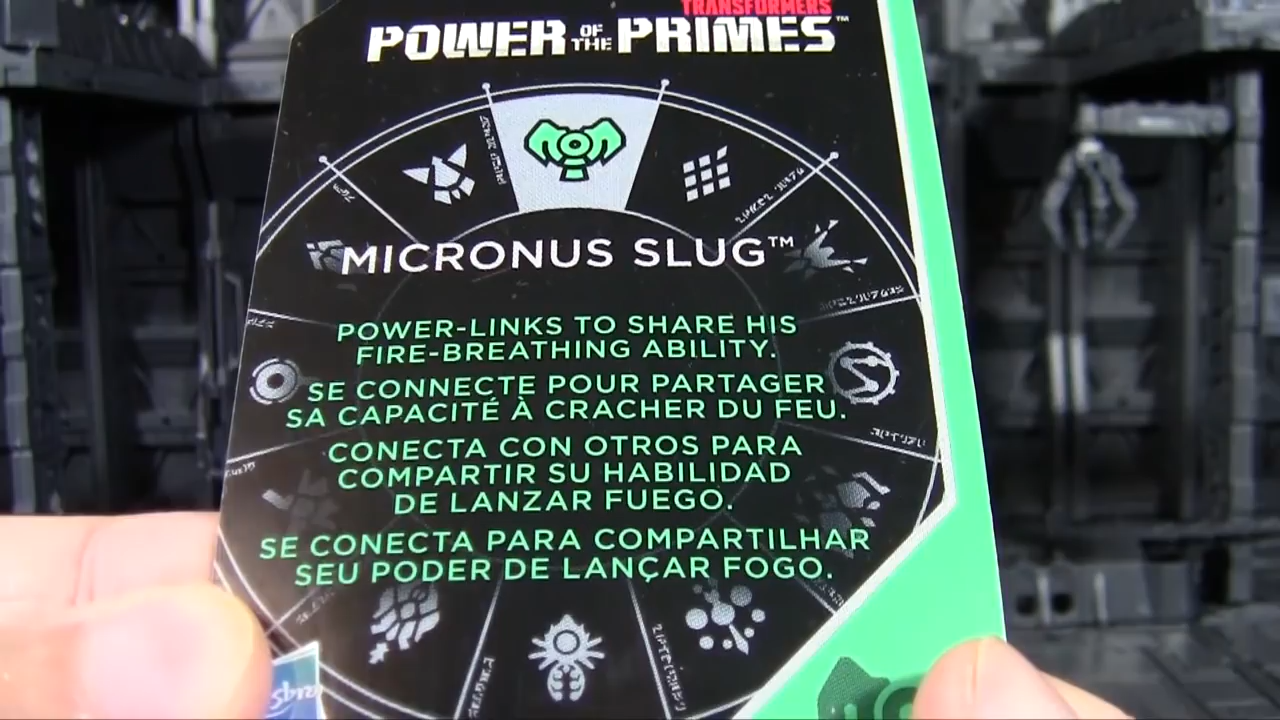 TRANSFORMERS
POWER OF THE PRIMES™
MICRONUS SLUG™
POWER-LINKS TO SHARE HIS
FIRE-BREATHING ABILITY.
SE CONNECTE POUR PARTAGER
SA CAPACITÉ À CRACHER DU FEU.
CONECTA CON OTROS PARA
COMPARTIR SU HABILIDAD
DE LANZAR FUEGO.
SE CONECTA PARA COMPARTILHAR
SEU PODER DE LANÇAR FOGO.